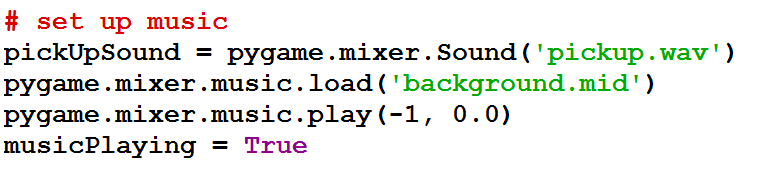 # set up music
pickUpSound = pygame.mixer.Sound('pickup.wav')
pygame.mixer.music.load('background.mid')
pygame.mixer.music.play(-1, 0.0)
musicPlaying = True